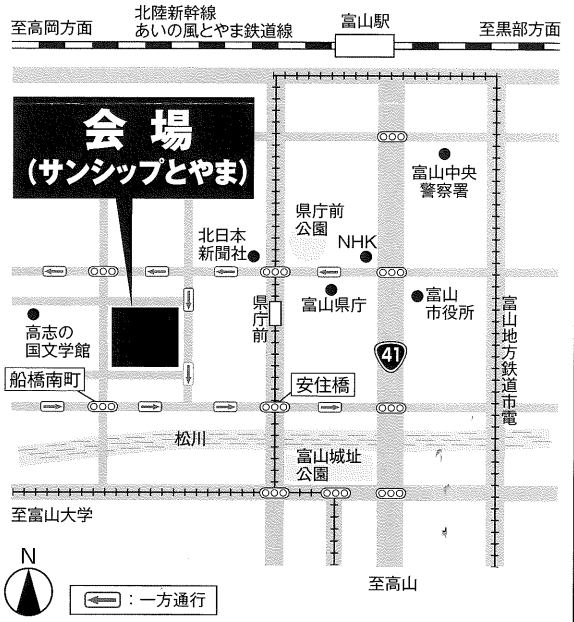 北陸新幹線
至高岡方面
あいの風とやま鉄道線
富山駅
至黒部方面
会場
(サンシップとやま)
富山中央
警察署
県庁前
公園
北日本
新聞社
NHK
富山県庁
富山
市役所
県庁前
富山地方鉄道市電
高志の
国文学館
41
船橋南町
安住橋
松川
富山城址
公園
至富山大学
至高山
N
：一方通行